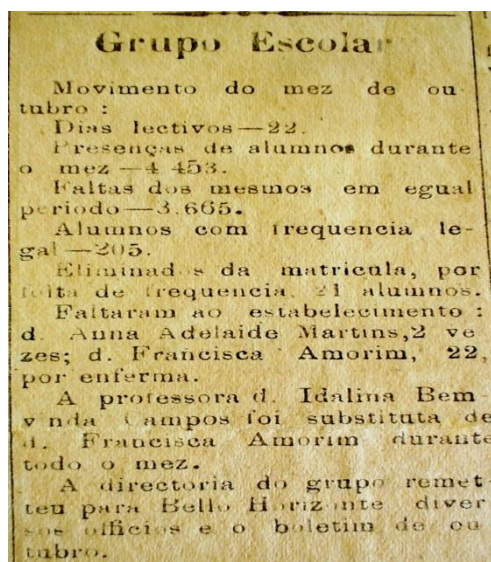 Grupo Escolar
Movimento do mez de ou-
tubro :
Dias lectivos—22.
Presenças de alumnos durante
o mez—4 453.
Faltas dos mesmos em egual
periodo—3.665.
Alumnos com frequencia le-
gal—205.
Eliminados da matricula, por
falta de frequencia, 21 alumnos.
Faltaram ao estabelecimento :
d. Anna Adelaide Martins,2 ve
zes; d. Francisca Amorim, 22,
por enferma.
A professora d. Idalina Bem
v nda Campos foi substituta de
d. Francisca Amorim durante
todo o mez.
A directoria do grupo remet-
teu para Bello Horizonte diver
sos officios e o boletim de ou
tubro.